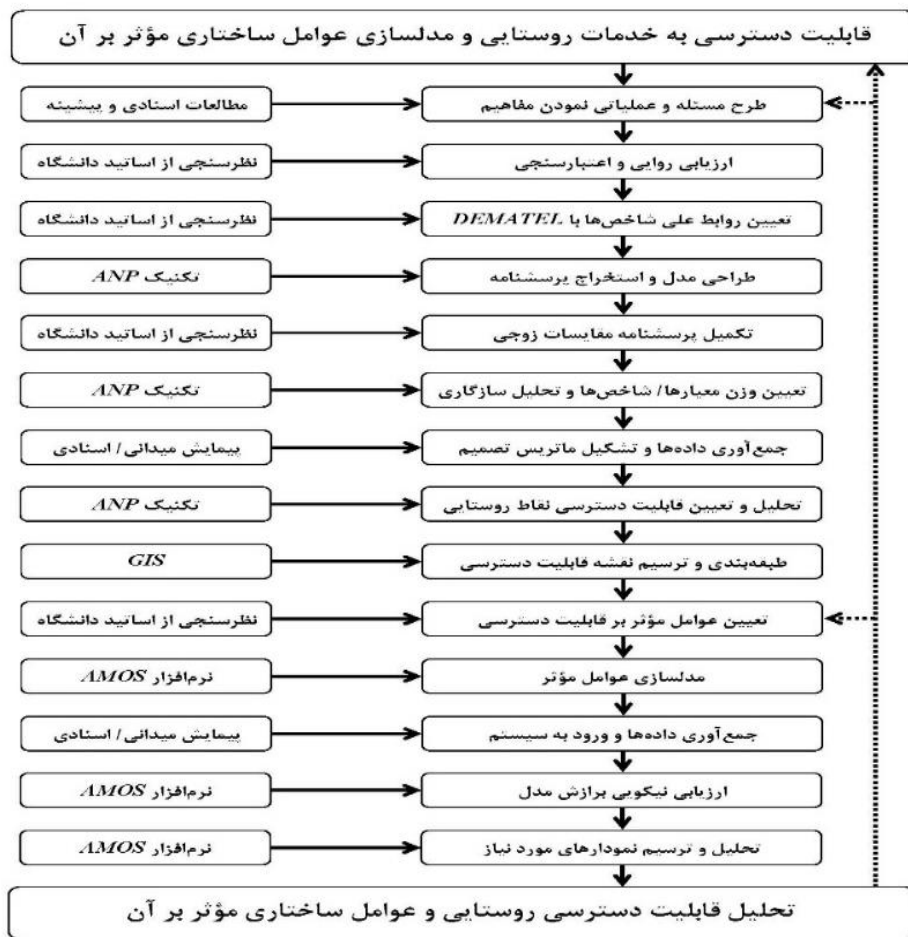 قابلیت دسترسی به خدمات روستایی و مدلسازی عوامل ساختاری مؤثر بر آن
طرح مسئله و عملیاتی نمودن مفاهیم
مطالعات اسنادی و پیشینه
ارزیابی روایی و اعتبارسنجی
نظرسنجی از اساتید دانشگاه
تعیین روابط علی شاخص‌ها با DEMATEL
نظرسنجی از اساتید دانشگاه
طراحی مدل و استخراج پرسشنامه
تکنیک ANP
تکمیل پرسشنامه مقایسات زوجی
نظرسنجی از اساتید دانشگاه
تعیین وزن معیارها/ شاخص‌ها و تحلیل سازگاری
تکنیک ANP
جمع‌آوری داده‌ها و تشکیل ماتریس تصمیم
پیمایش میدانی/ اسنادی
تحلیل و تعیین قابلیت دسترسی نقاط روستایی
تکنیک ANP
طبقه‌بندی و ترسیم نقشه قابلیت دسترسی
GIS
تعیین عوامل مؤثر بر قابلیت دسترسی
نظرسنجی از اساتید دانشگاه
مدلسازی عوامل مؤثر
نرم‌افزار AMOS
جمع‌آوری داده‌ها و ورود به سیستم
پیمایش میدانی/ اسنادی
ارزیابی نیکویی برازش مدل
نرم‌افزار AMOS
تحلیل و ترسیم نمودارهای مورد نیاز
نرم‌افزار AMOS
تحلیل قابلیت دسترسی روستایی و عوامل ساختاری مؤثر بر آن